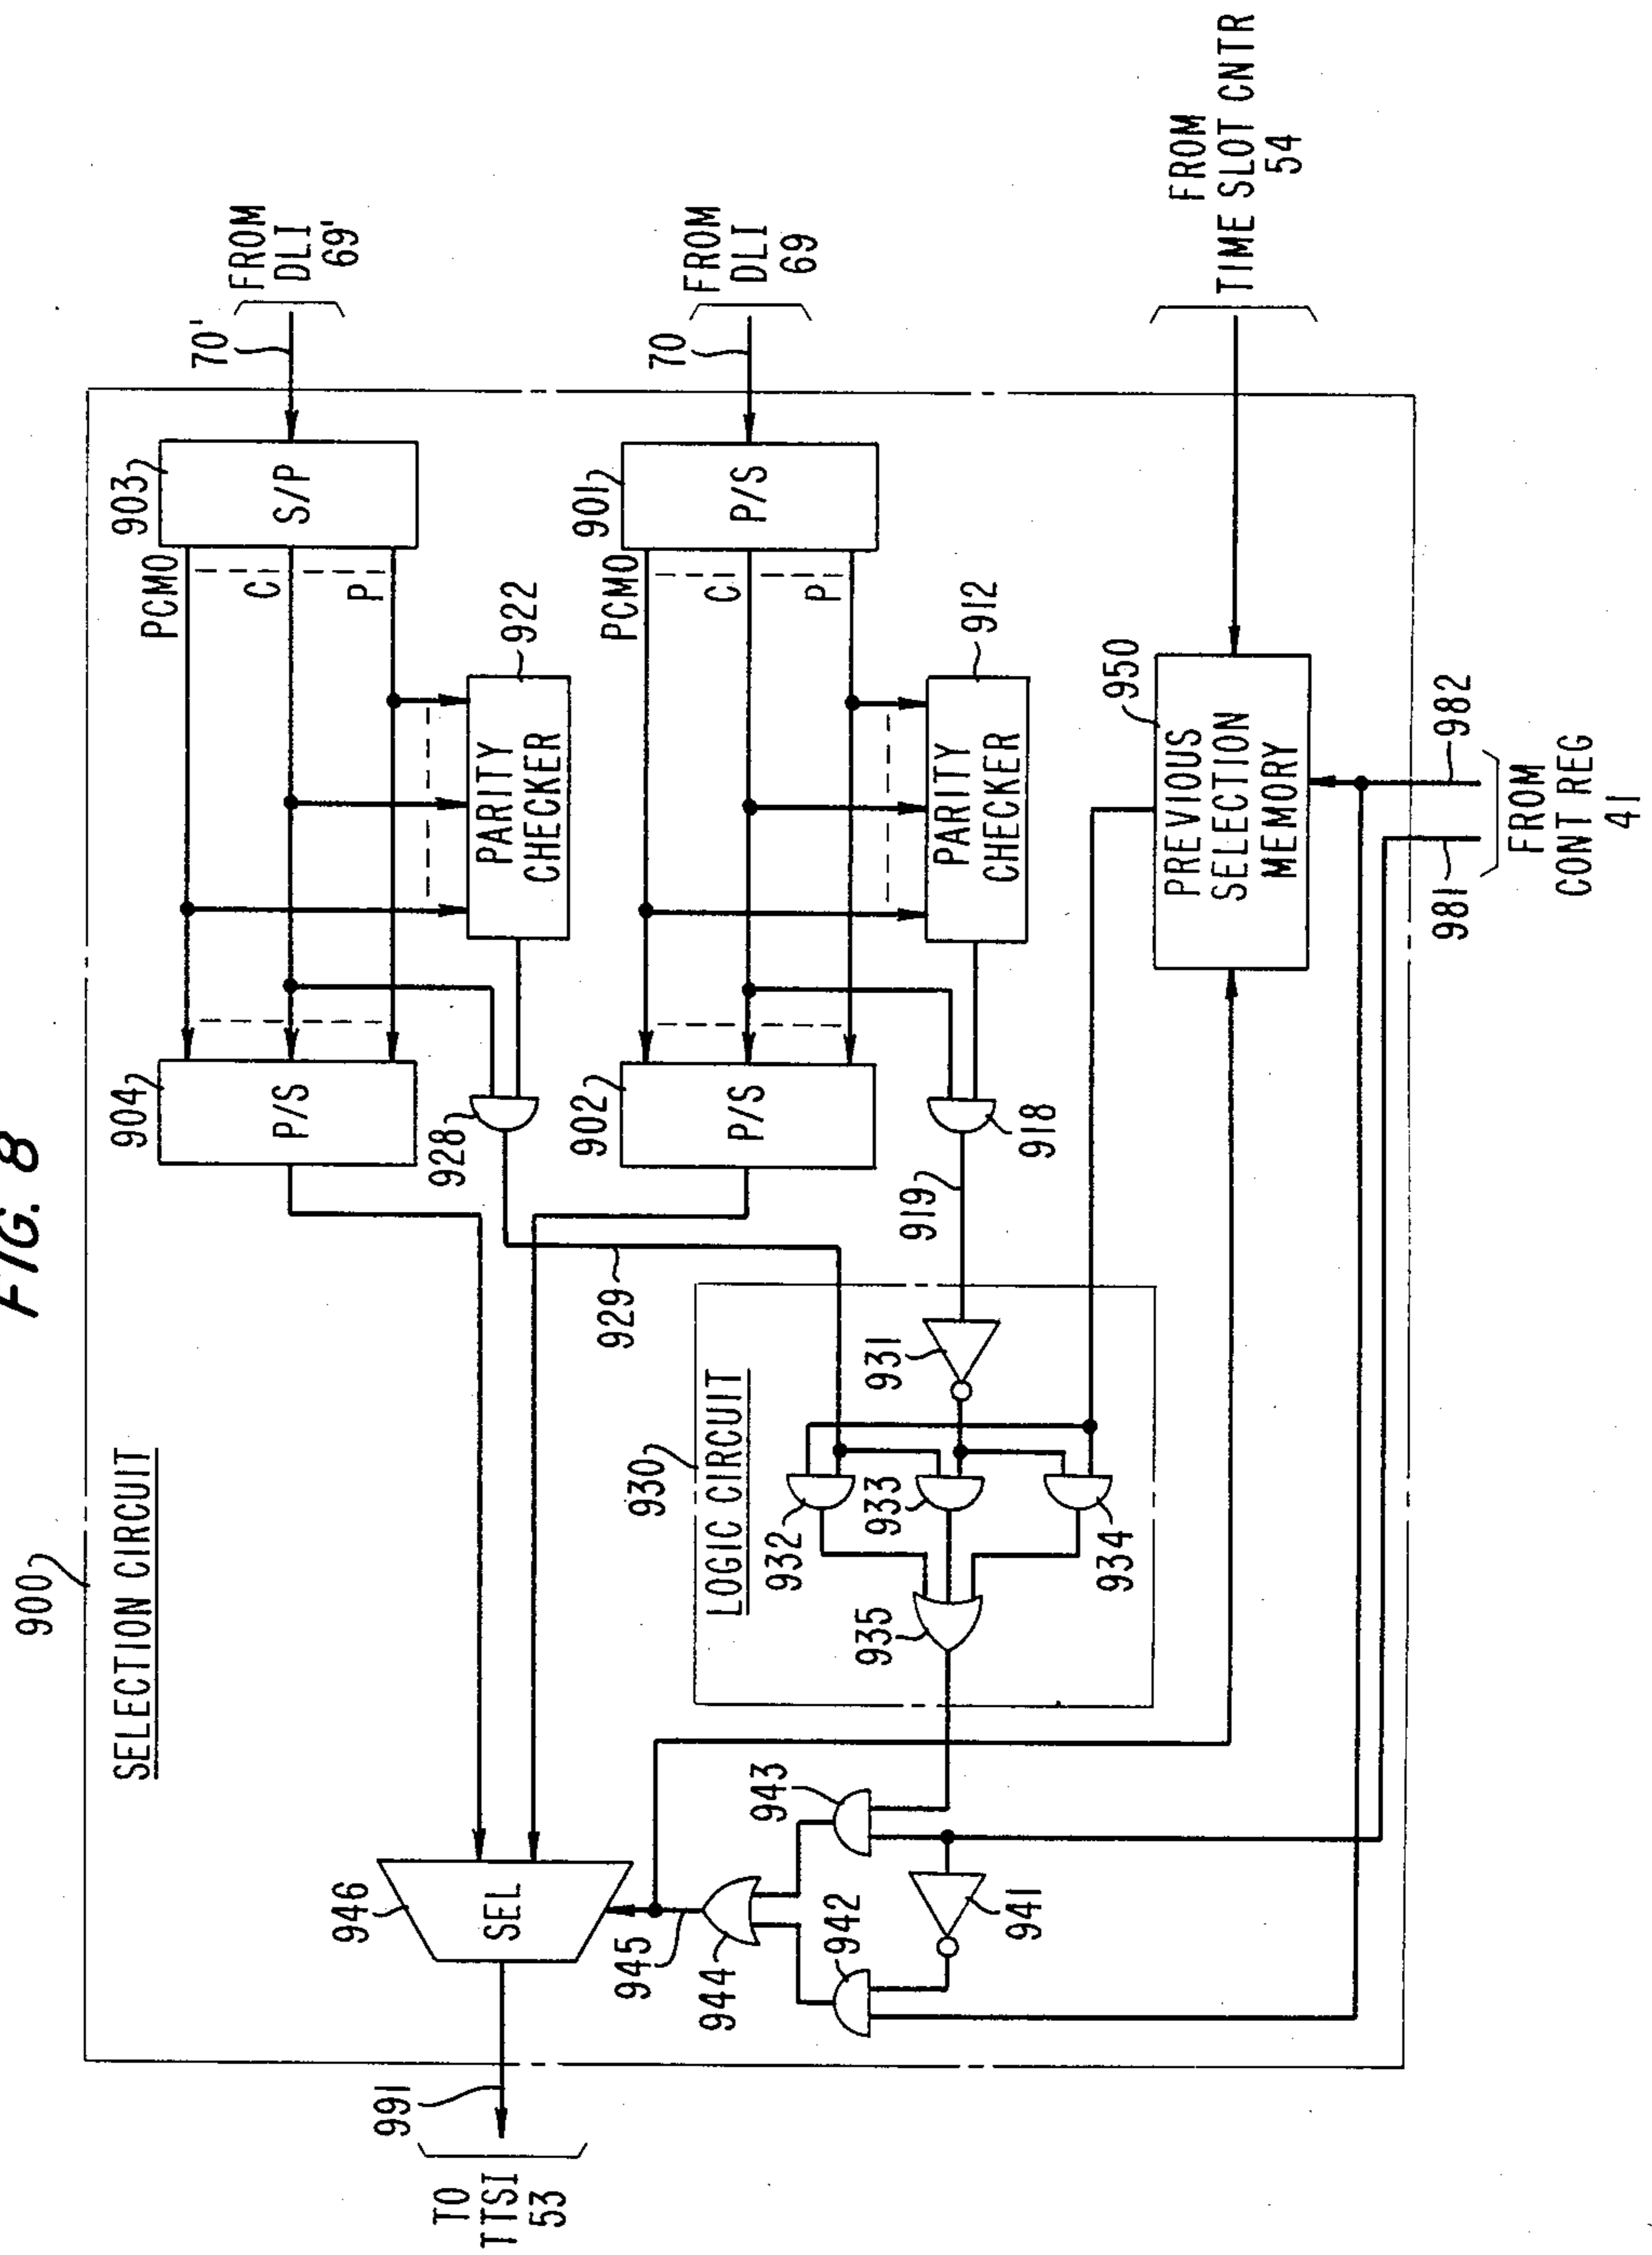 FIG. 8
900
SELECTION CIRCUIT
TO
TTSI
53
991
946
SEL
945
944
942
941
943
930
LOGIC CIRCUIT
932
933
934
935
931
929
919
904
P/S
928
902
P/S
918
PCM0
C
P
922
PARITY
CHECKER
PCM0
C
P
912
PARITY
CHECKER
903
S/P
901
P/S
70'
FROM
DLI
69'
70
FROM
DLI
69
950
PREVIOUS
SELECTION
MEMORY
FROM
TIME SLOT CNTR
54
981
982
FROM
CONT REG
41